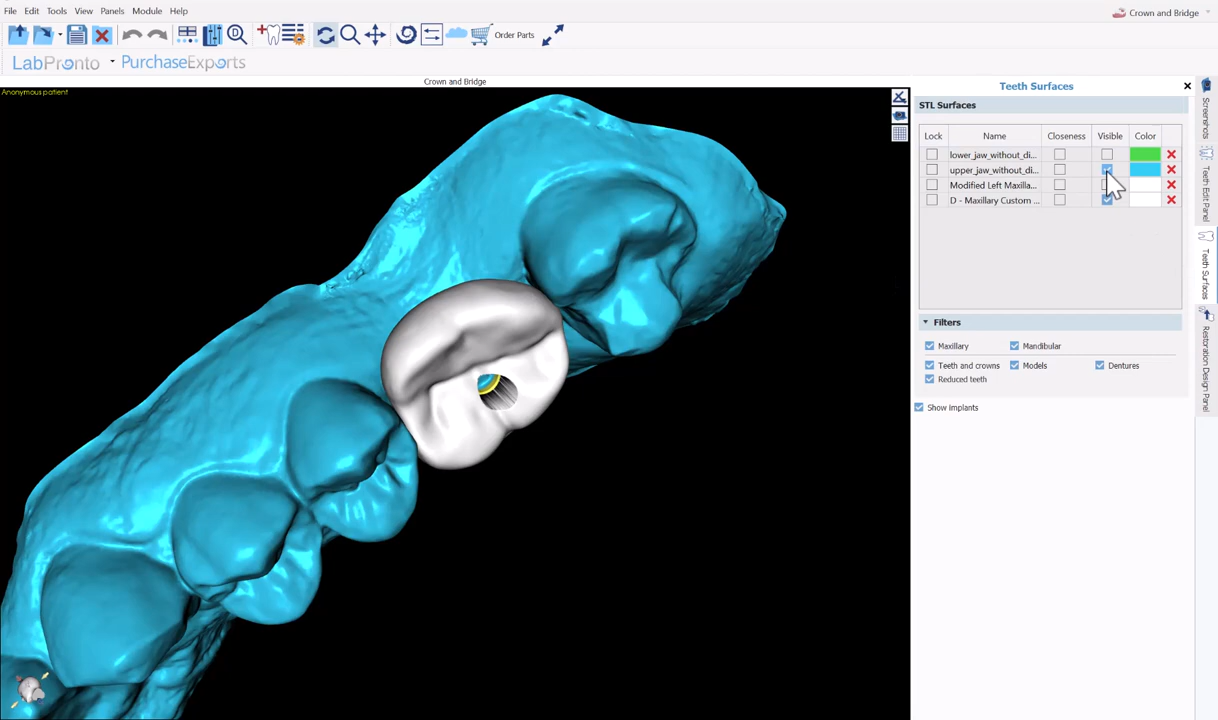 File Edit Tools View Panels Module Help
Crown and Bridge
Order Parts
LabPronto PurchaseExports
Crown and Bridge
Anonymous patient
Teeth Surfaces
STL Surfaces
Lock Name Closeness Visible Color
lower_jaw_without_di...
upper_jaw_without_di...
Modified Left Maxilla...
D - Maxillary Custom ...
Filters
Maxillary Mandibular
Teeth and crowns Models Dentures
Reduced teeth
Show Implants
Screenshots
Teeth Edit Panel
Teeth Surfaces
Restoration Design Panel